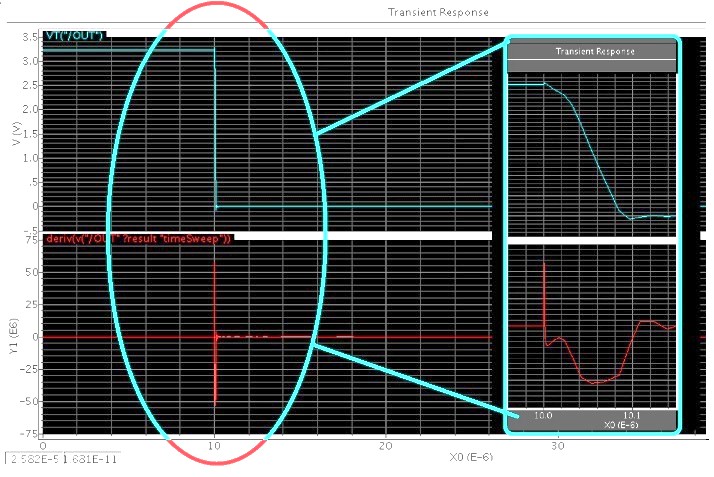 Transient Response
VT("/OUT")
3.5
3.0
2.5
2.0
1.5
1.0
.5
0
-.5
V (V)
deriv(v("/OUT" ?result "timeSweep"))
75
50
25
0
-25
-50
-75
Y1 (E6)
0
10
20
30
X0 (E-6)
Transient Response
10.0
10.1
X0 (E-6)
2.582E-5 1.681E-11